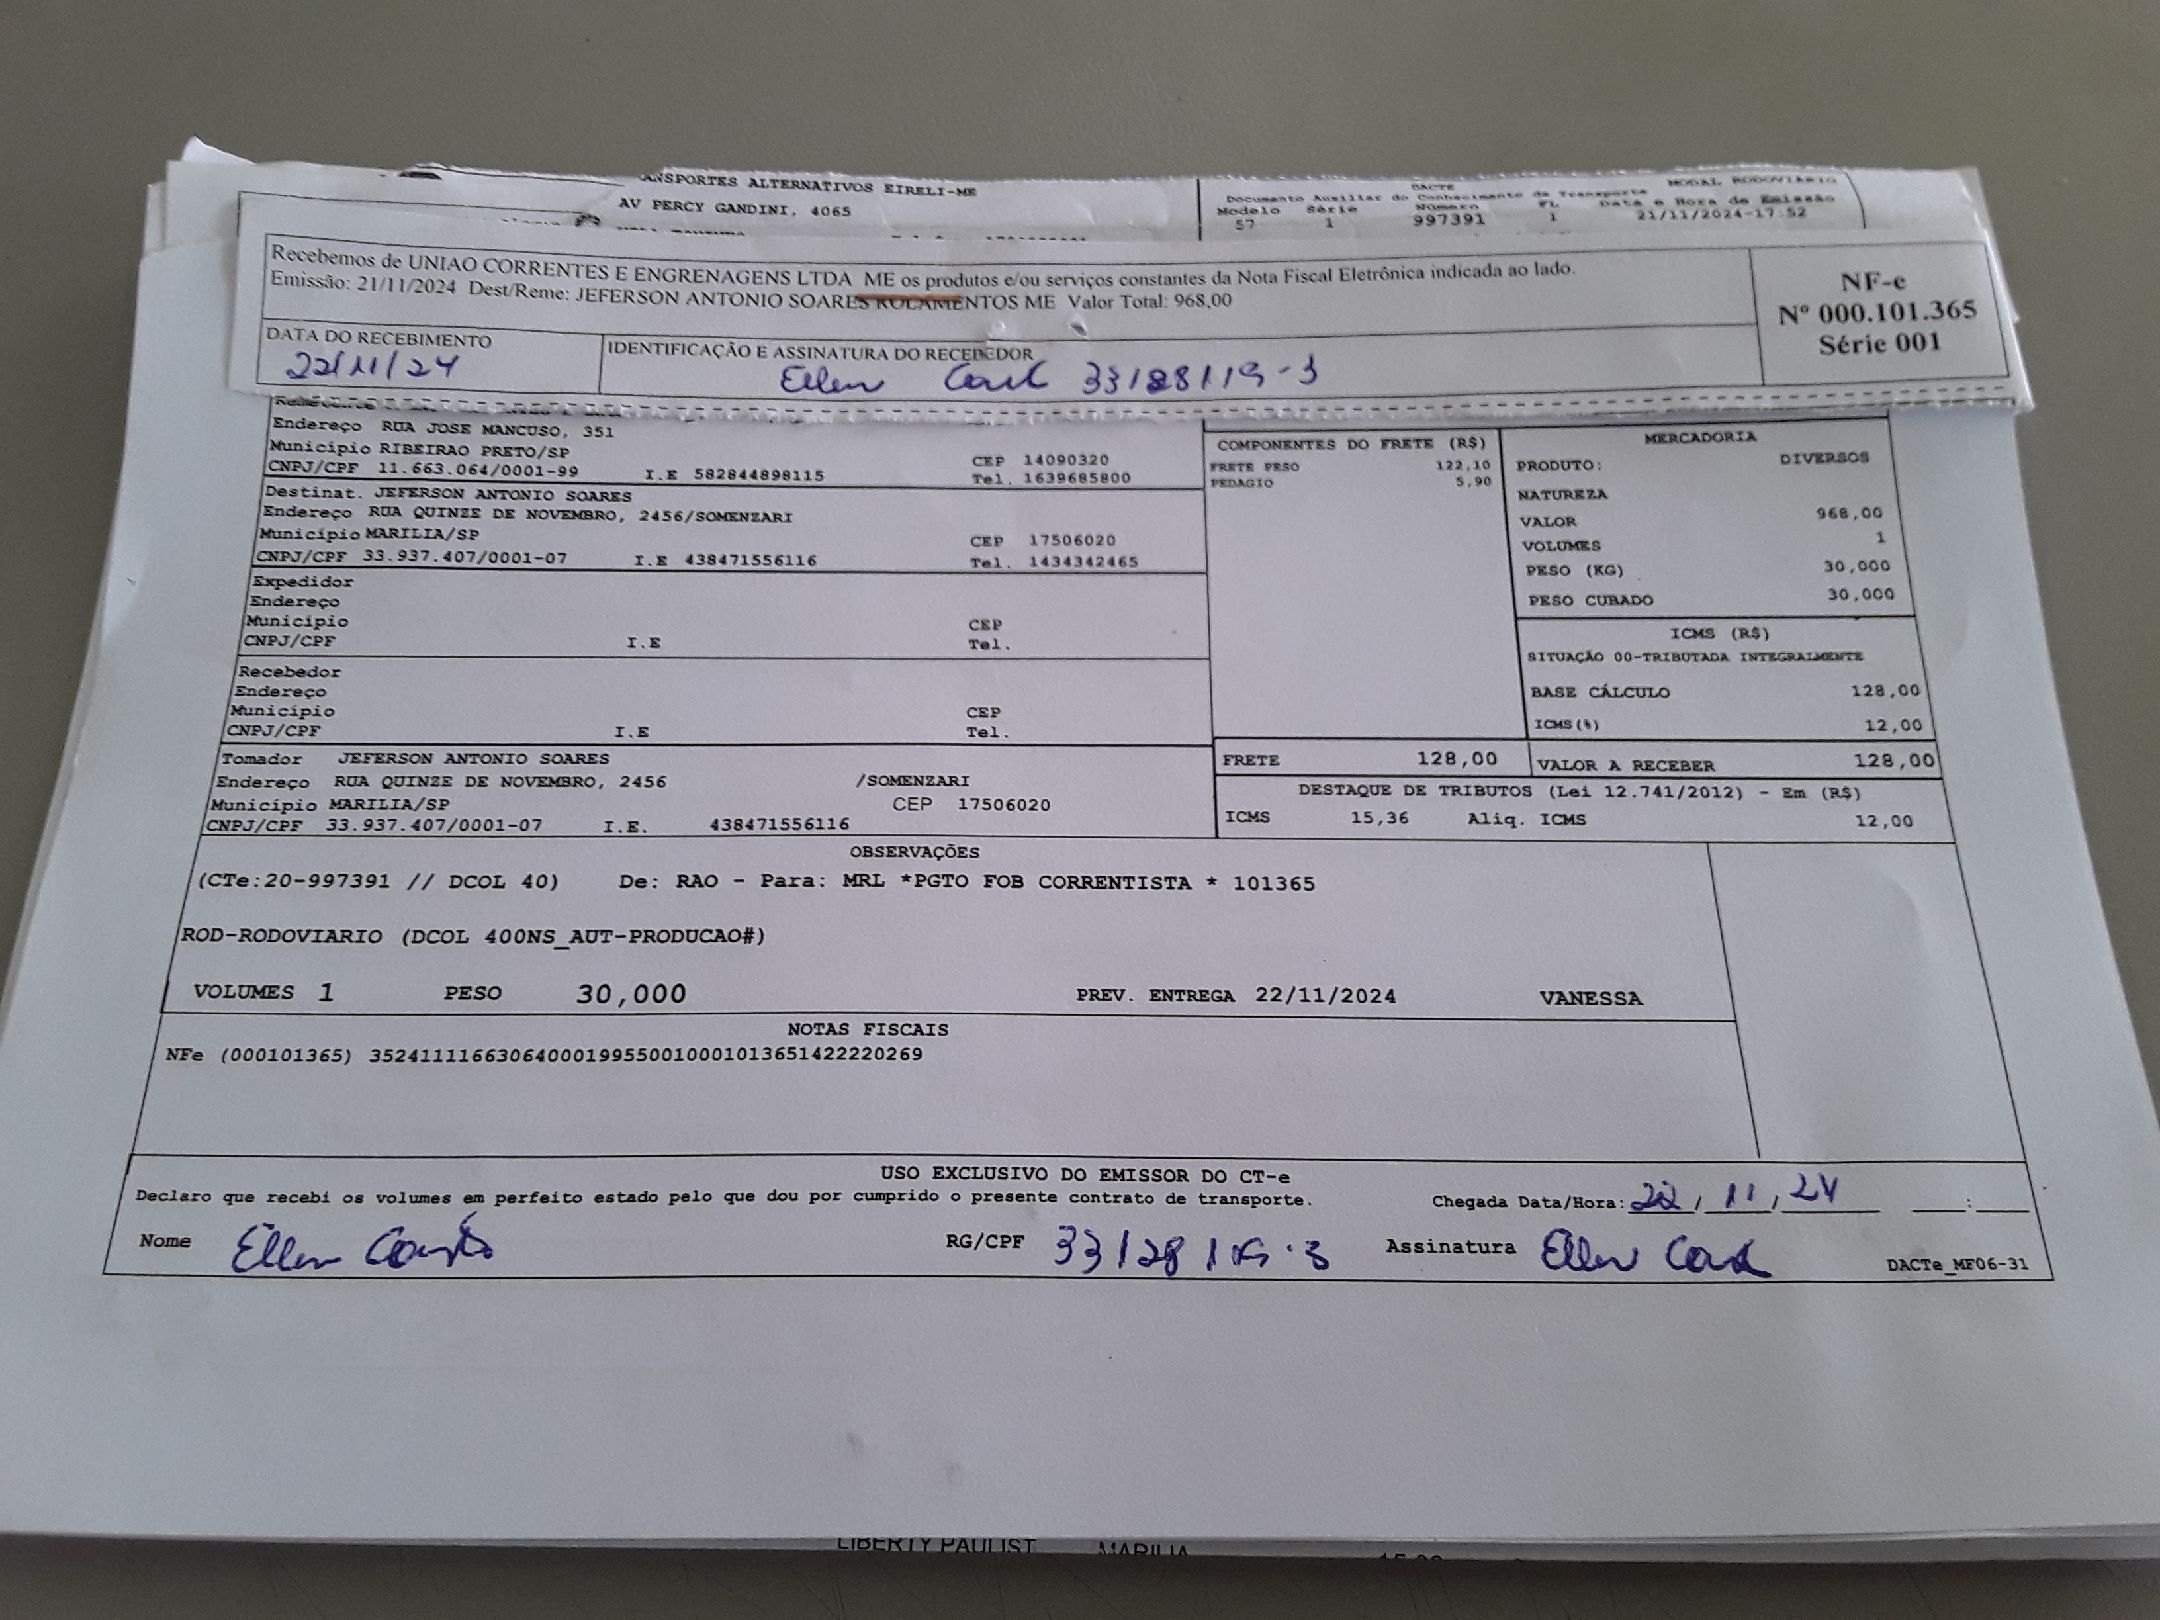 TRANSPORTES ALTERNATIVOS EIRELI-ME
AV PERCY GANDINI, 4065
DACTE
MODAL RODOVIÁRIO
Documento Auxiliar do Conhecimento de Transporte
Modelo Série Número FL Data e Hora de Emissão
57 1 997391 1 21/11/2024-17:52
Recebemos de UNIAO CORRENTES E ENGRENAGENS LTDA ME os produtos e/ou serviços constantes da Nota Fiscal Eletrônica indicada ao lado.
Emissão: 21/11/2024 Dest/Reme: JEFERSON ANTONIO SOARES ROLAMENTOS ME Valor Total: 968,00
NF-e
Nº 000.101.365
Série 001
DATA DO RECEBIMENTO
22/11/24
IDENTIFICAÇÃO E ASSINATURA DO RECEBEDOR
Ellen 33128119-3
Endereço RUA JOSE MANCUSO, 351
Município RIBEIRAO PRETO/SP CEP 14090320
CNPJ/CPF 11.663.064/0001-99 I.E 582844898115 Tel. 1639685800
Destinat. JEFERSON ANTONIO SOARES
Endereço RUA QUINZE DE NOVEMBRO, 2456/SOMENZARI
Município MARILIA/SP CEP 17506020
CNPJ/CPF 33.937.407/0001-07 I.E 438471556116 Tel. 1434342465
Expedidor
Endereço
Município CEP
CNPJ/CPF I.E Tel.
Recebedor
Endereço
Município CEP
CNPJ/CPF I.E Tel.
Tomador JEFERSON ANTONIO SOARES
Endereço RUA QUINZE DE NOVEMBRO, 2456 /SOMENZARI
Município MARILIA/SP CEP 17506020
CNPJ/CPF 33.937.407/0001-07 I.E. 438471556116
COMPONENTES DO FRETE (R$)
FRETE PESO 122,10
PEDAGIO 5,90
MERCADORIA
PRODUTO: DIVERSOS
NATUREZA
VALOR 968,00
VOLUMES 1
PESO (KG) 30,000
PESO CUBADO 30,000
ICMS (R$)
SITUAÇÃO 00-TRIBUTADA INTEGRALMENTE
BASE CÁLCULO 128,00
ICMS(%) 12,00
FRETE 128,00 VALOR A RECEBER 128,00
DESTAQUE DE TRIBUTOS (Lei 12.741/2012) - Em (R$)
ICMS 15,36 Aliq. ICMS 12,00
OBSERVAÇÕES
(CTe:20-997391 // DCOL 40) De: RAO - Para: MRL *PGTO FOB CORRENTISTA * 101365
ROD-RODOVIARIO (DCOL 400NS_AUT-PRODUCAO#)
VOLUMES 1 PESO 30,000 PREV. ENTREGA 22/11/2024 VANESSA
NOTAS FISCAIS
NFe (000101365) 35241111663064000199550010001013651422220269
USO EXCLUSIVO DO EMISSOR DO CT-e
Declaro que recebi os volumes em perfeito estado pelo que dou por cumprido o presente contrato de transporte. Chegada Data/Hora: 22/11/24 __:__
Nome Ellen RG/CPF 33128119-3 Assinatura Ellen
DACTe_MF06-31
LIBERTY PAULIST MARILIA